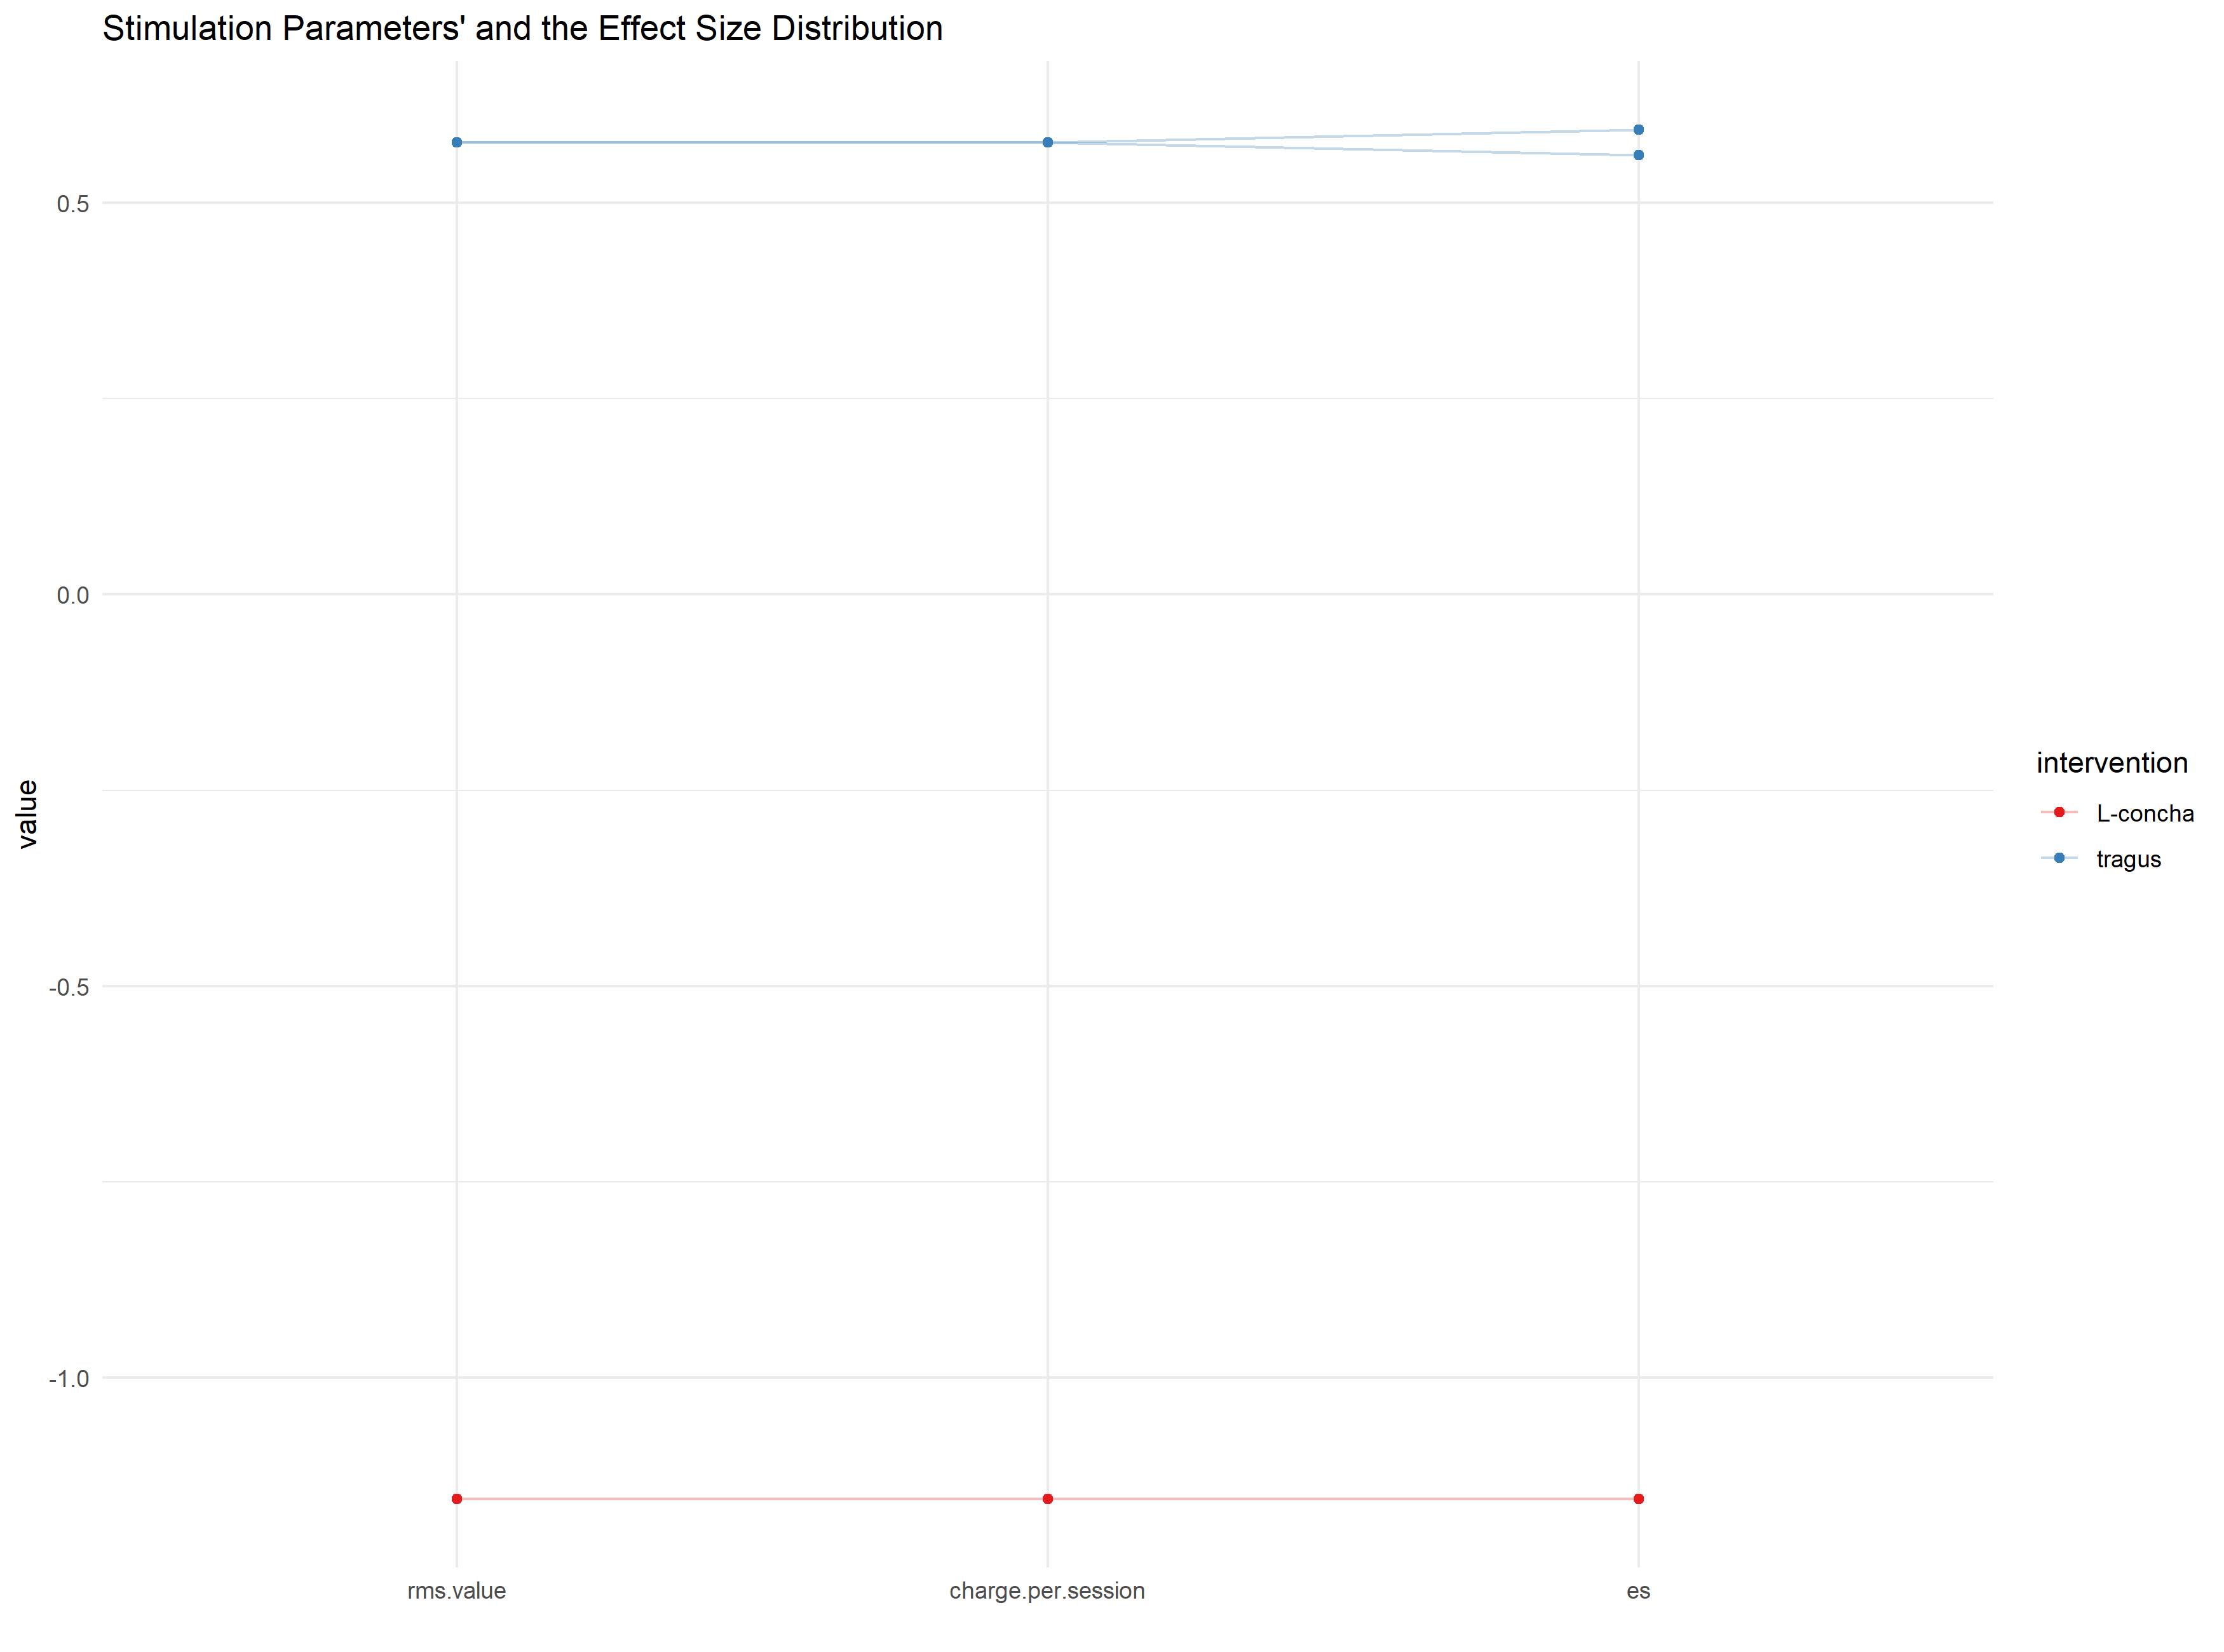 Stimulation Parameters' and the Effect Size Distribution
value
0.5
0.0
-0.5
-1.0
rms.value
charge.per.session
es
intervention
L-concha
tragus